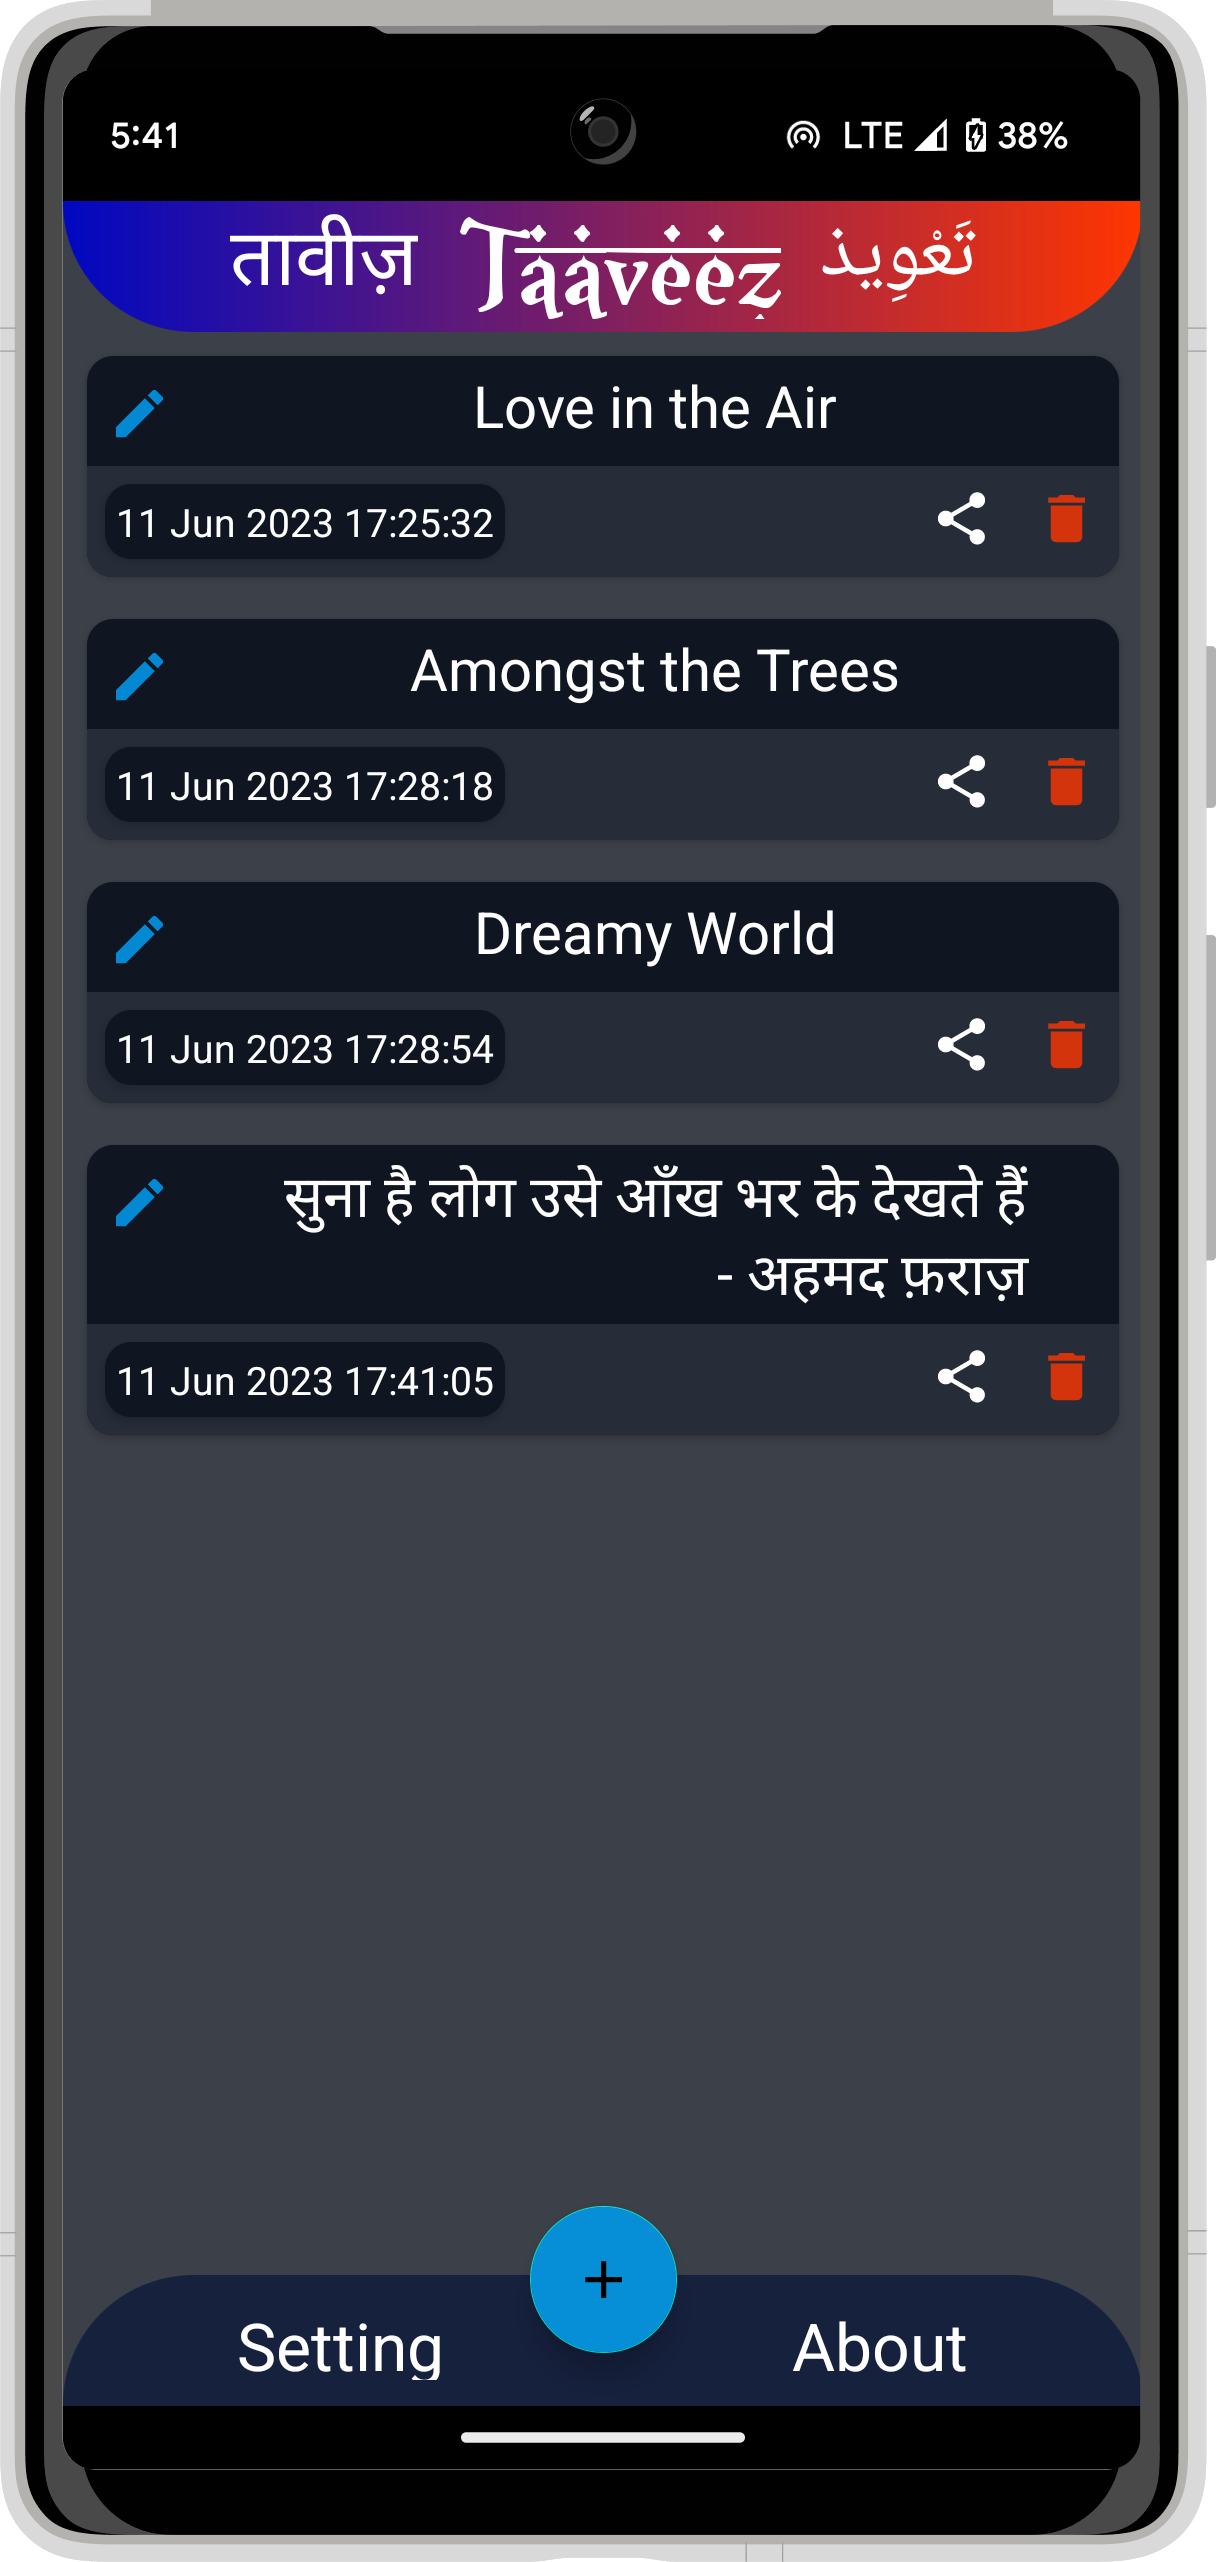 5:41 LTE 38%
तावीज़ Taaveez تَعْوِيذ
Love in the Air
11 Jun 2023 17:25:32
Amongst the Trees
11 Jun 2023 17:28:18
Dreamy World
11 Jun 2023 17:28:54
सुना है लोग उसे आँख भर के देखते हैं
- अहमद फ़राज़
11 Jun 2023 17:41:05
+
Setting About